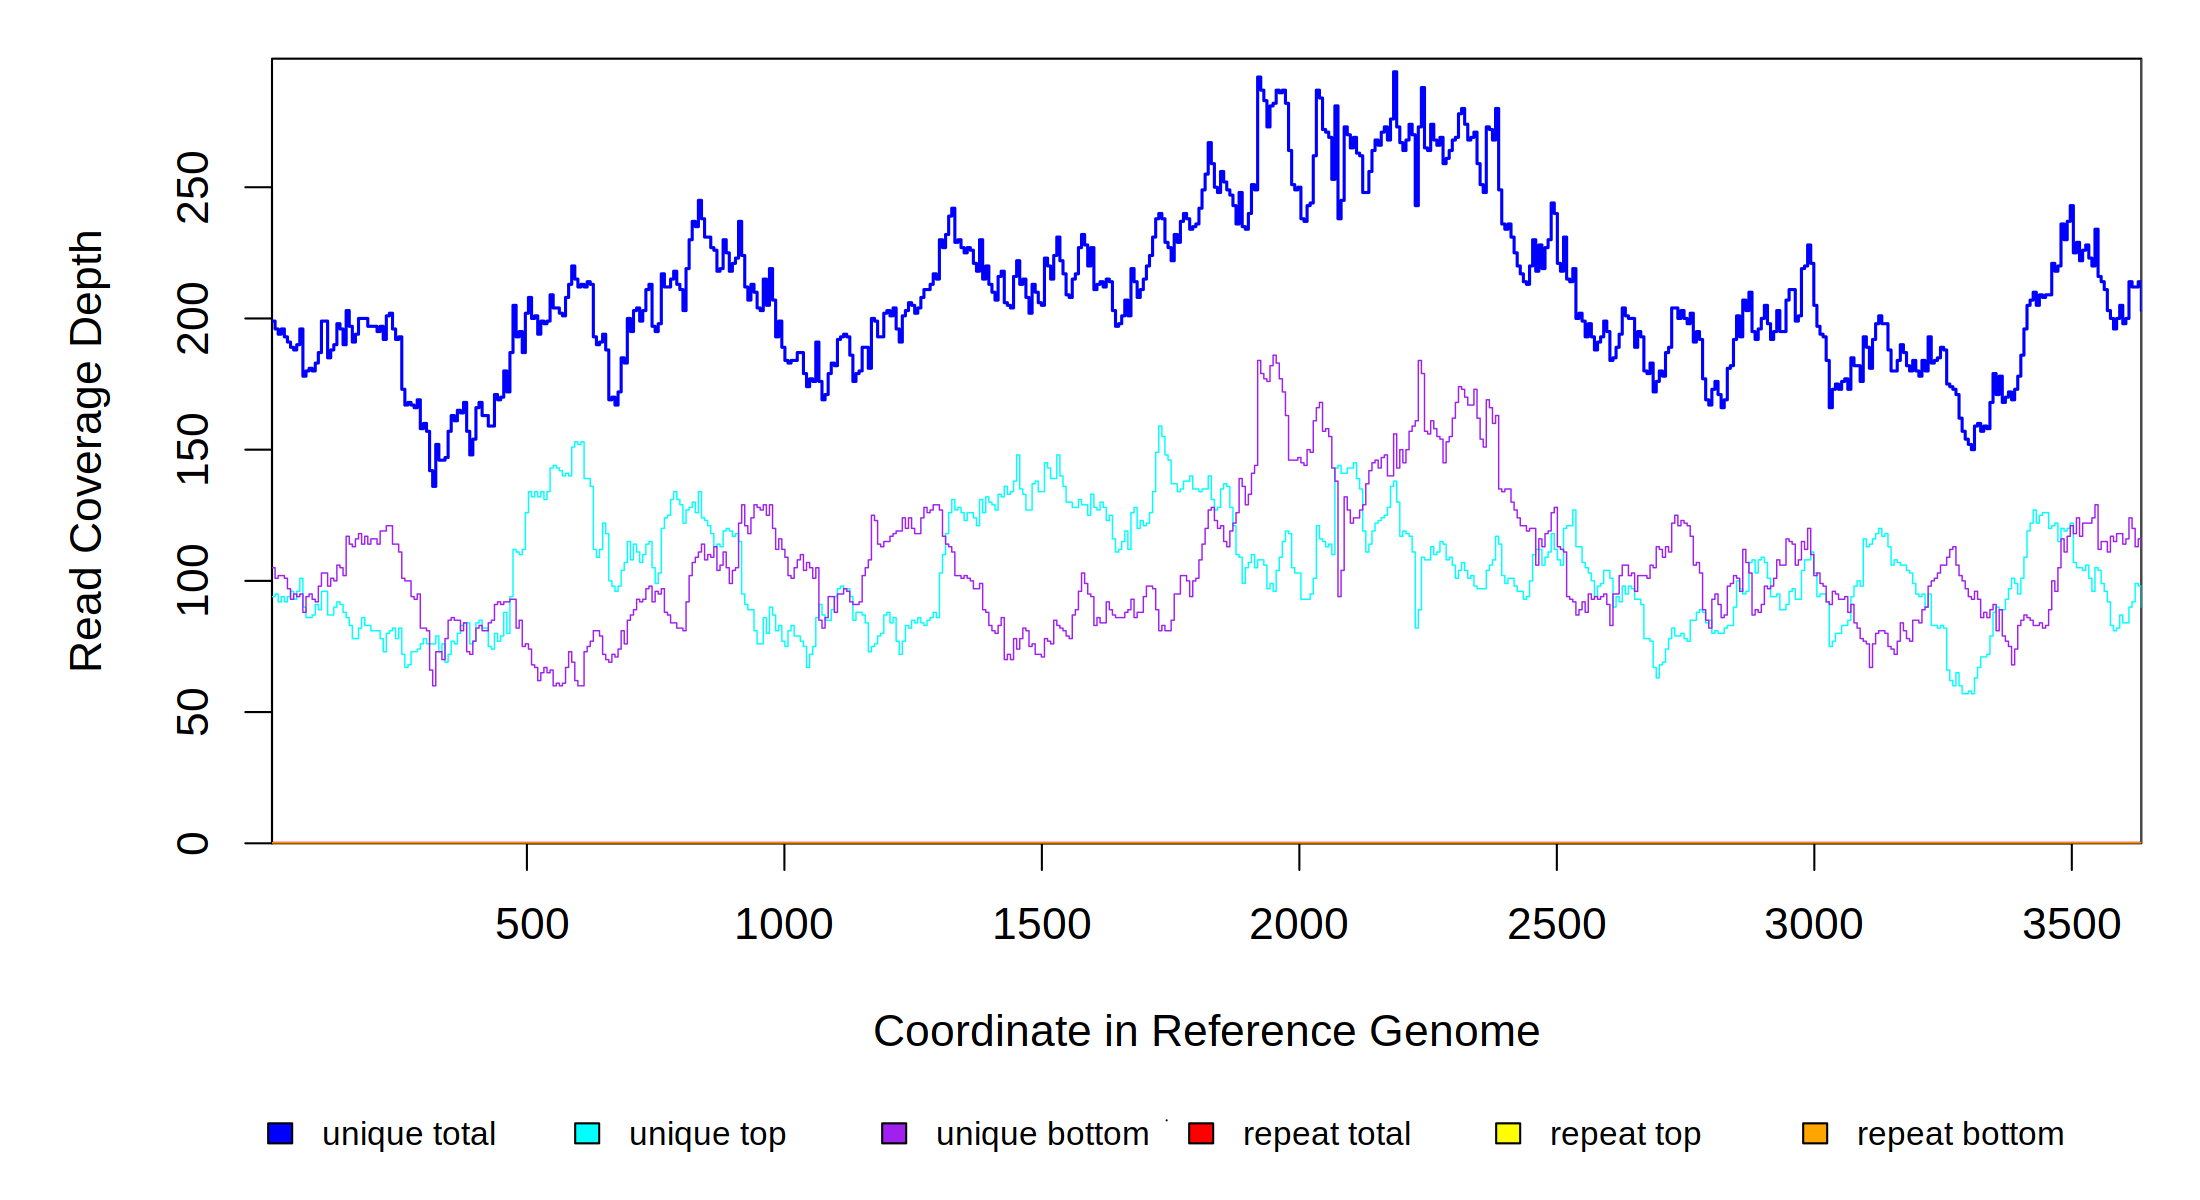 Read Coverage Depth
250
200
150
100
50
0
500 1000 1500 2000 2500 3000 3500
Coordinate in Reference Genome
unique total unique top unique bottom repeat total repeat top repeat bottom